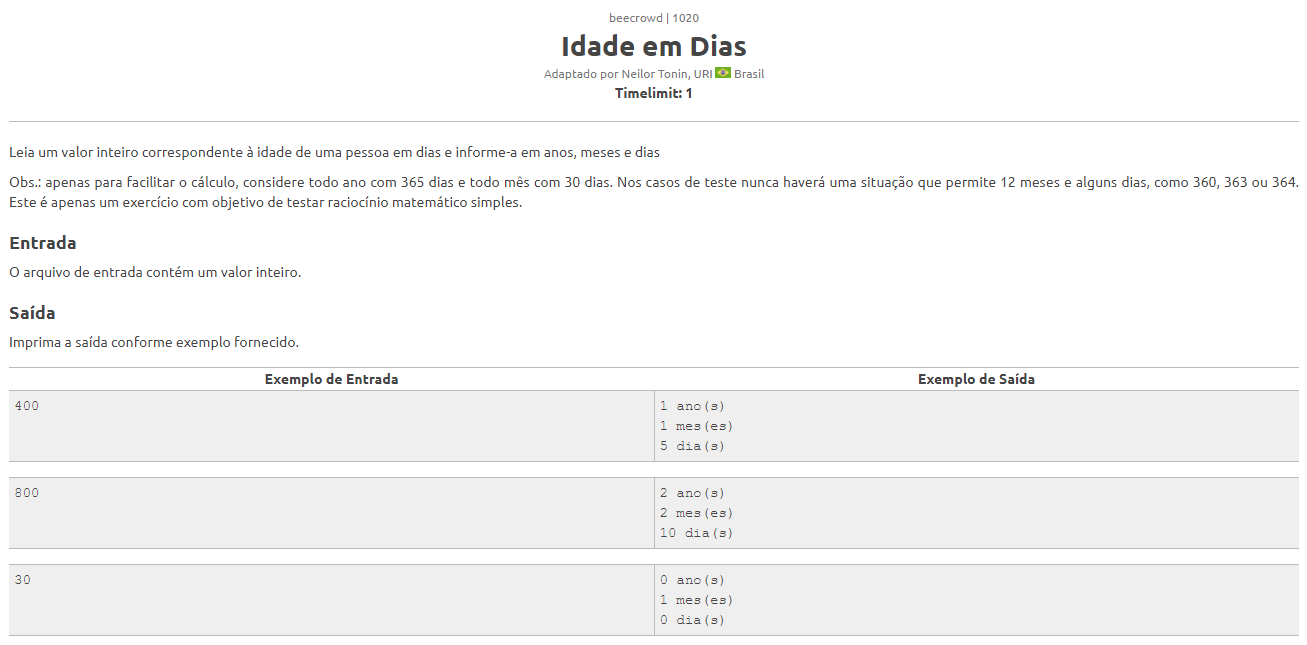 beecrowd | 1020
Idade em Dias
Adaptado por Neilor Tonin, URI Brasil
Timelimit: 1
Leia um valor inteiro correspondente à idade de uma pessoa em dias e informe-a em anos, meses e dias
Obs.: apenas para facilitar o cálculo, considere todo ano com 365 dias e todo mês com 30 dias. Nos casos de teste nunca haverá uma situação que permite 12 meses e alguns dias, como 360, 363 ou 364.
Este é apenas um exercício com objetivo de testar raciocínio matemático simples.
Entrada
O arquivo de entrada contém um valor inteiro.
Saída
Imprima a saída conforme exemplo fornecido.
Exemplo de Entrada Exemplo de Saída
400 1 ano(s)
1 mes(es)
5 dia(s)
800 2 ano(s)
2 mes(es)
10 dia(s)
30 0 ano(s)
1 mes(es)
0 dia(s)